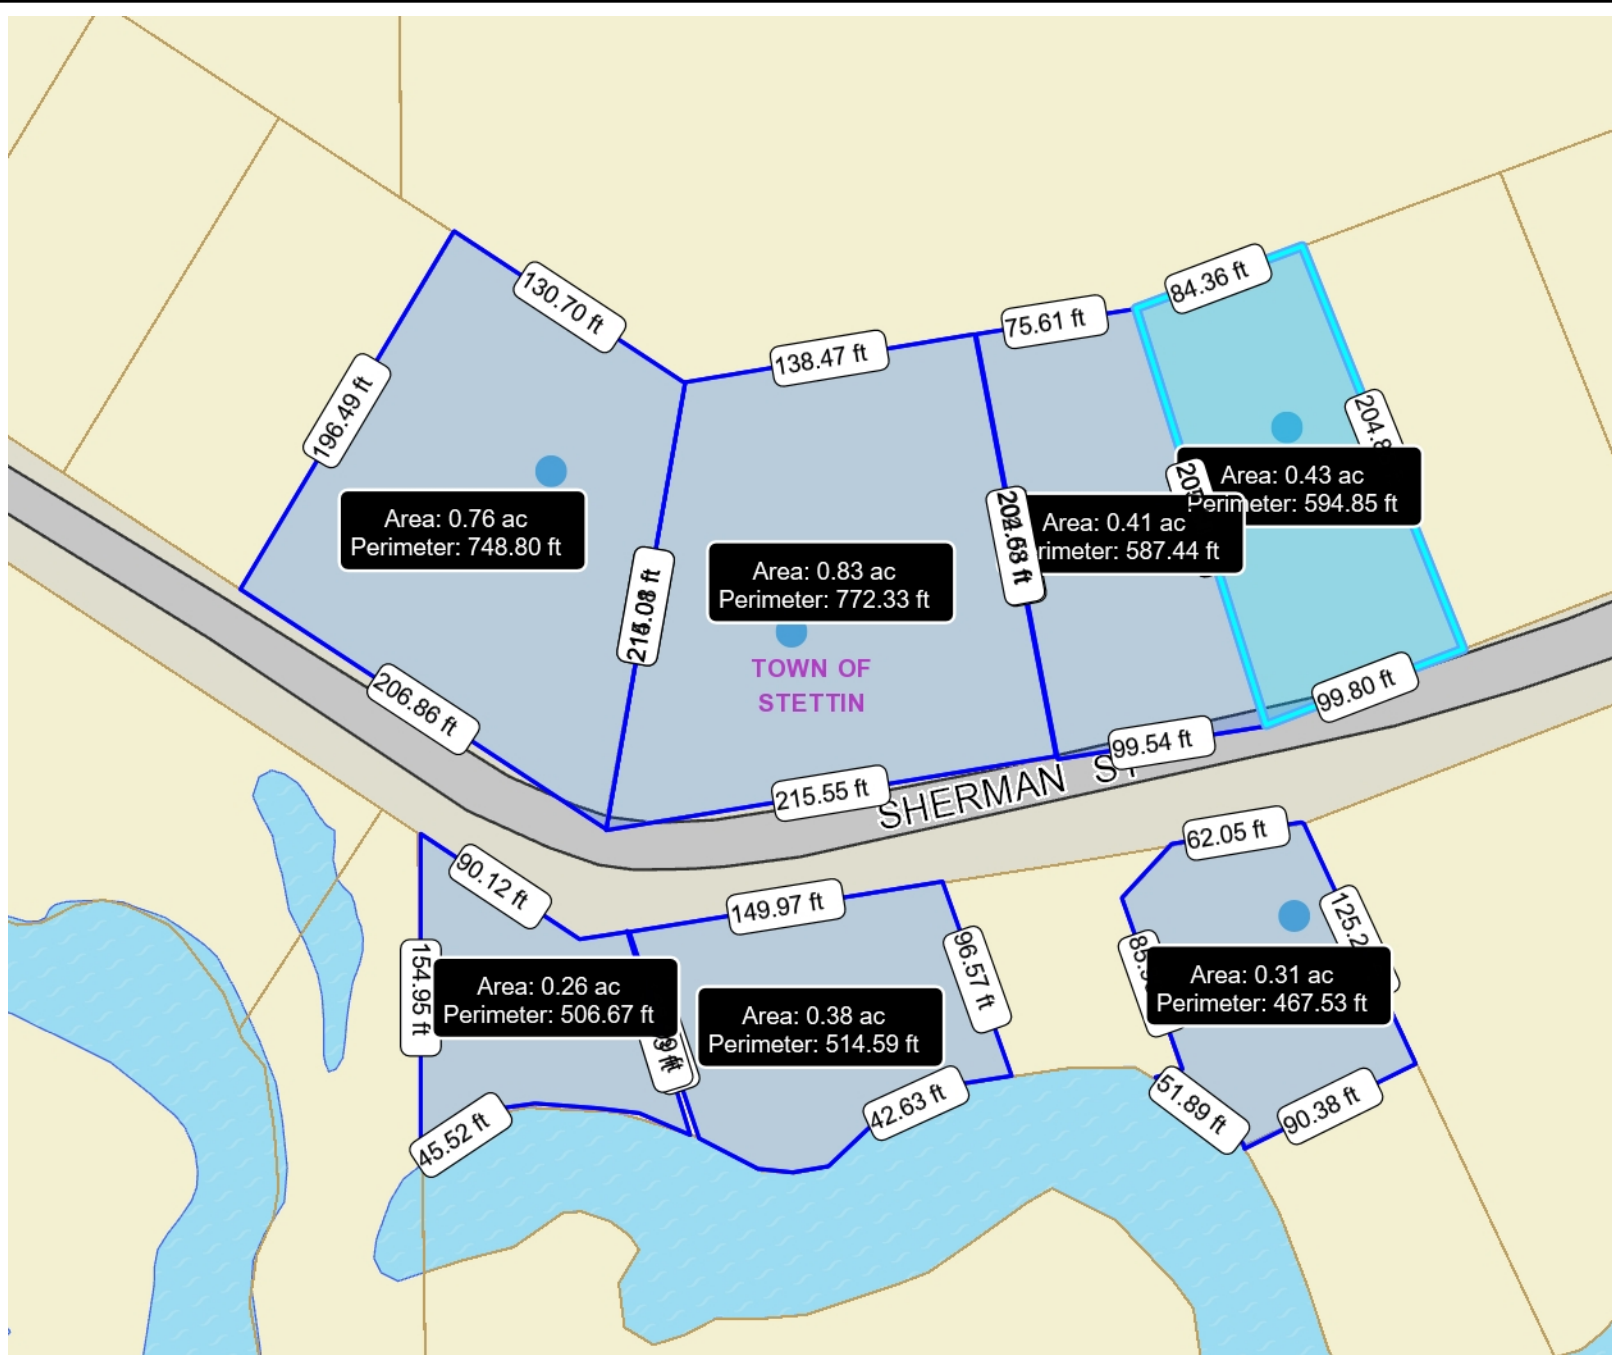 84.36 ft
130.70 ft
75.61 ft
138.47 ft
196.49 ft
Area: 0.43 ac
Perimeter: 594.85 ft
Area: 0.76 ac
Perimeter: 748.80 ft
Area: 0.41 ac
587.44 ft
Area: 0.83 ac
Perimeter: 772.33 ft
TOWN OF
STETTIN
206.86 ft
99.80 ft
99.54 ft
215.55 ft
SHERMAN ST
62.05 ft
90.12 ft
149.97 ft
154.95 ft
96.57 ft
Area: 0.26 ac
Perimeter: 506.67 ft
Area: 0.38 ac
Perimeter: 514.59 ft
Area: 0.31 ac
Perimeter: 467.53 ft
45.52 ft
42.63 ft
51.89 ft
90.38 ft